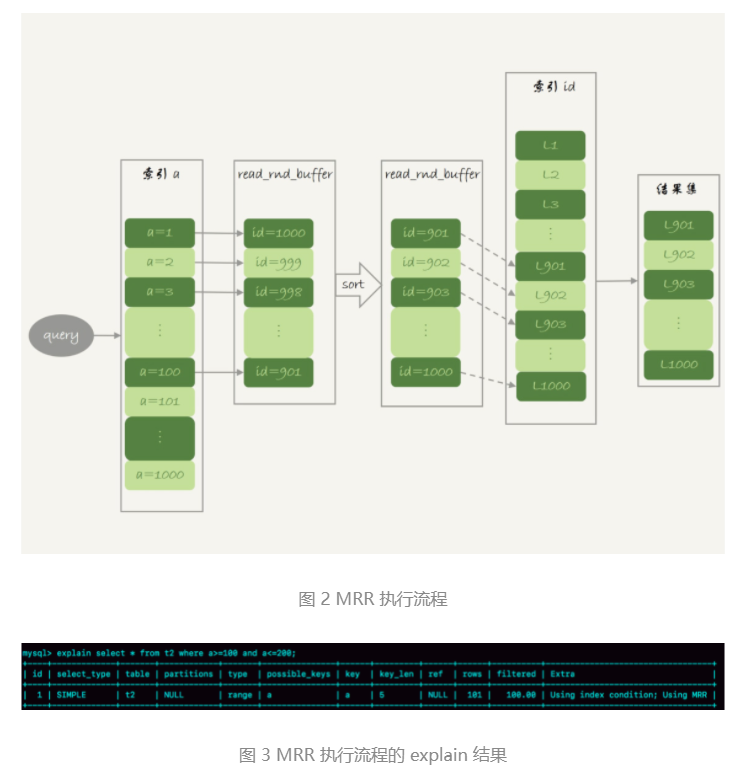 索引 id
索引 a
read_rnd_buffer
read_rnd_buffer
结果集
L1
L2
L3
⋮
a=1
id=1000
id=901
L901
L901
a=2
id=999
id=902
L902
L902
a=3
id=998
id=903
L903
L903
sort
query
⋮
⋮
⋮
⋮
⋮
a=100
id=901
id=1000
L1000
L1000
a=101
⋮
a=1000
图 2 MRR 执行流程
mysql> explain select * from t2 where a>=100 and a<=200;
| id | select_type | table | partitions | type | possible_keys | key | key_len | ref | rows | filtered | Extra |
| 1 | SIMPLE | t2 | NULL | range | a | a | 5 | NULL | 101 | 100.00 | Using index condition; Using MRR |
图 3 MRR 执行流程的 explain 结果